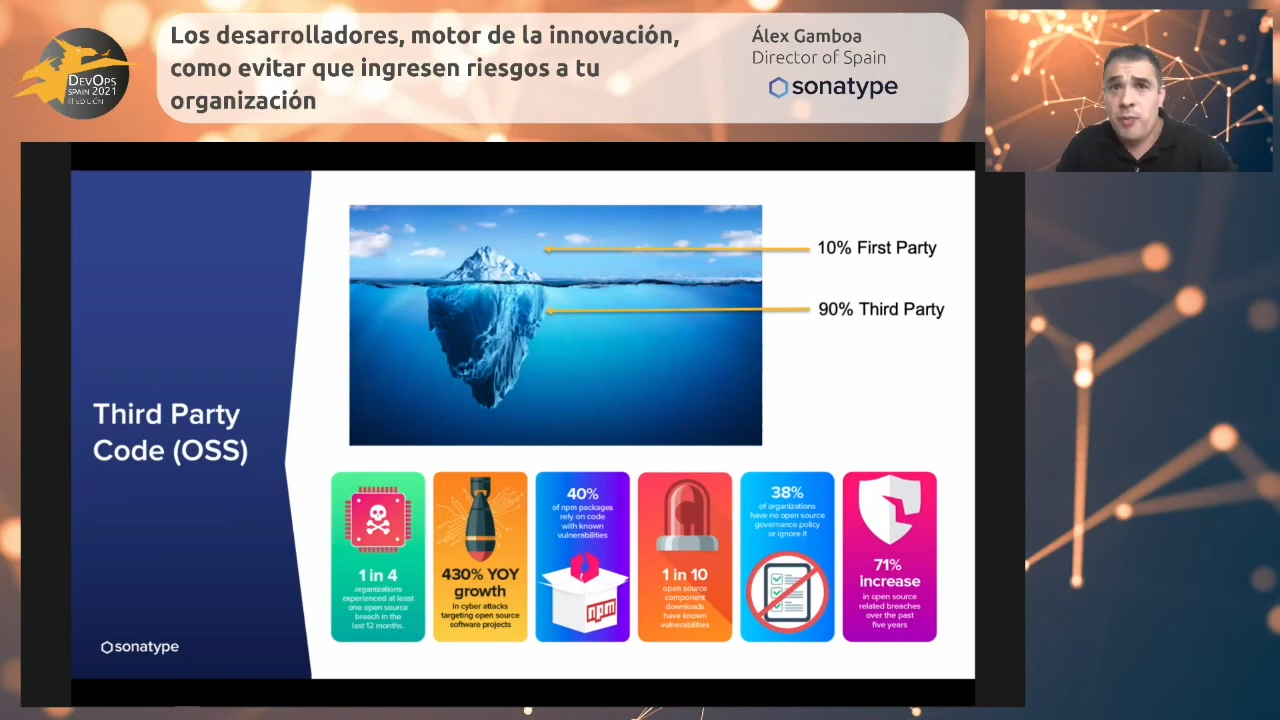 DEVOPS
SPAIN 2021
III EDICIÓN
Los desarrolladores, motor de la innovación,
como evitar que ingresen riesgos a tu
organización
Álex Gamboa
Director of Spain
sonatype
10% First Party
90% Third Party
Third Party
Code (OSS)
sonatype
1 in 4
organizations
experienced at least
one open source
breach in the
last 12 months.
430% YOY
growth
in cyber attacks
targeting open source
software projects
40%
of npm packages
rely on code
with known
vulnerabilities
npm
1 in 10
open source
component
downloads
have known
vulnerabilities
38%
of organizations
have no open source
governance policy
or ignore it
71%
increase
in open source
related breaches
over the past
five years